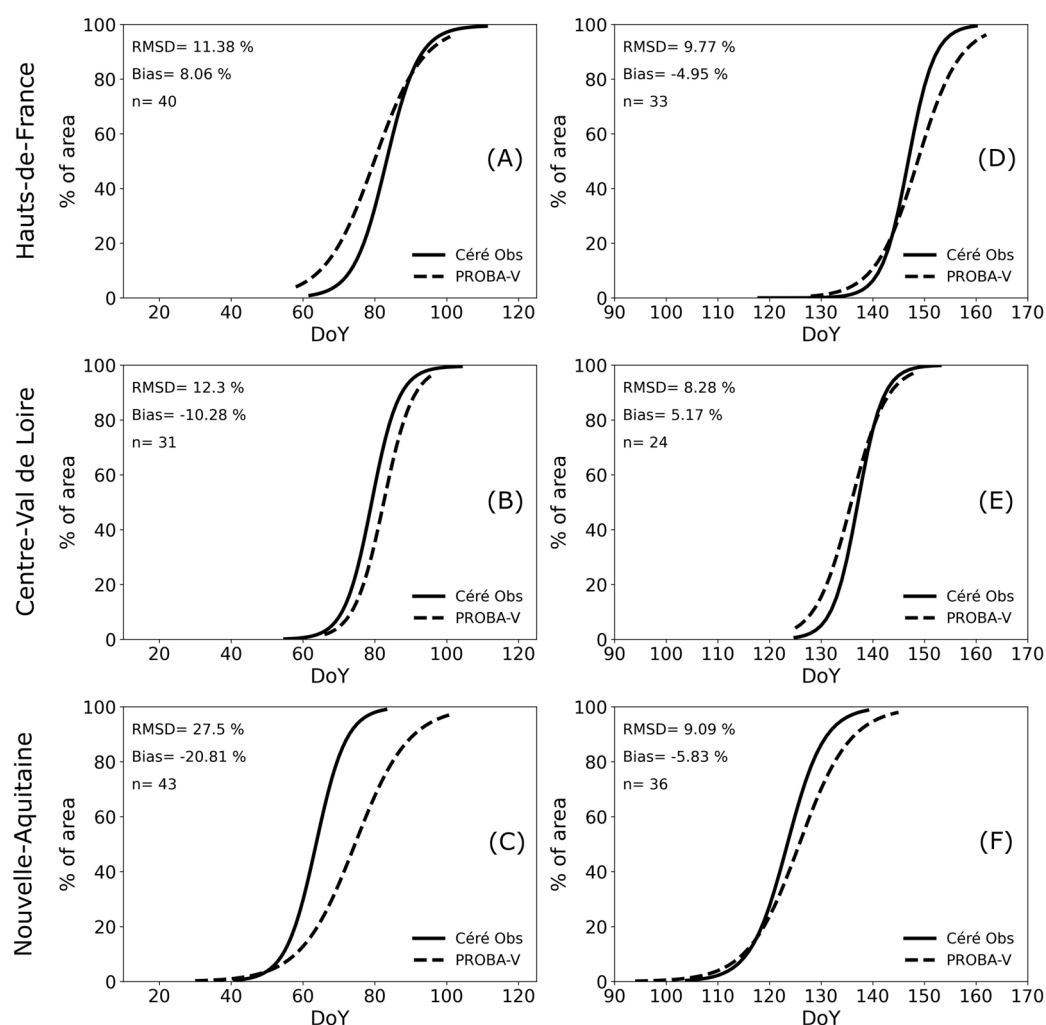 Hauts-de-France
% of area
100
80
60
40
20
0
RMSD= 11.38 %
Bias= 8.06 %
n= 40
(A)
Céré Obs
PROBA-V
20 40 60 80 100 120
DoY
% of area
100
80
60
40
20
0
RMSD= 9.77 %
Bias= -4.95 %
n= 33
(D)
Céré Obs
PROBA-V
90 100 110 120 130 140 150 160 170
DoY
Centre-Val de Loire
% of area
100
80
60
40
20
0
RMSD= 12.3 %
Bias= -10.28 %
n= 31
(B)
Céré Obs
PROBA-V
20 40 60 80 100 120
DoY
% of area
100
80
60
40
20
0
RMSD= 8.28 %
Bias= 5.17 %
n= 24
(E)
Céré Obs
PROBA-V
90 100 110 120 130 140 150 160 170
DoY
Nouvelle-Aquitaine
% of area
100
80
60
40
20
0
RMSD= 27.5 %
Bias= -20.81 %
n= 43
(C)
Céré Obs
PROBA-V
20 40 60 80 100 120
DoY
% of area
100
80
60
40
20
0
RMSD= 9.09 %
Bias= -5.83 %
n= 36
(F)
Céré Obs
PROBA-V
90 100 110 120 130 140 150 160 170
DoY